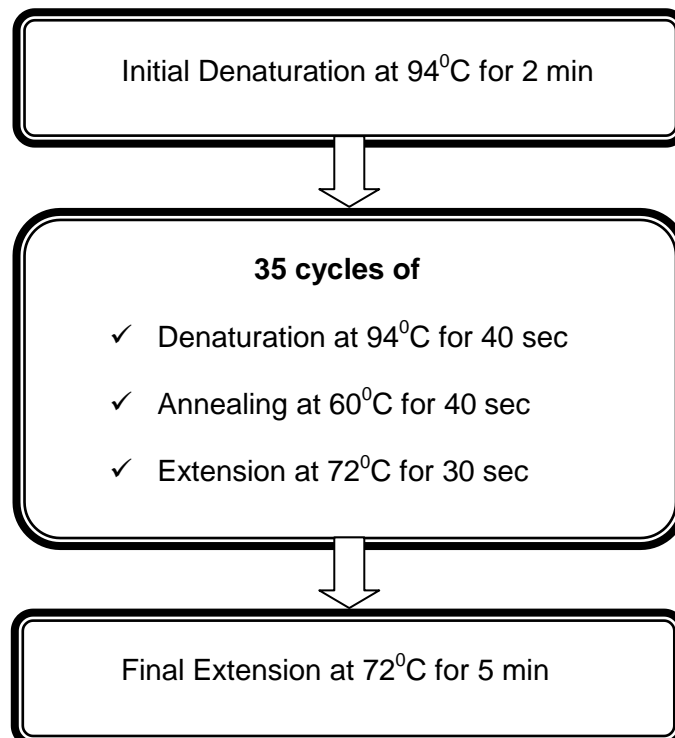 Initial Denaturation at 94⁰C for 2 min
35 cycles of
✓ Denaturation at 94⁰C for 40 sec
✓ Annealing at 60⁰C for 40 sec
✓ Extension at 72⁰C for 30 sec
Final Extension at 72⁰C for 5 min